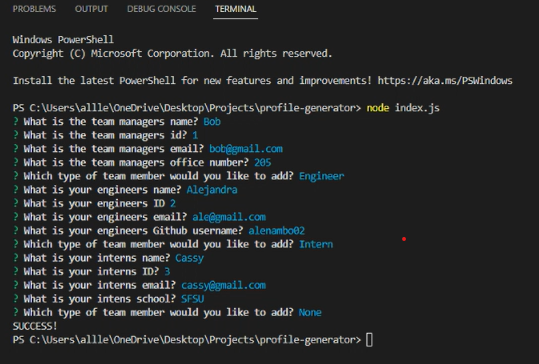 PROBLEMS OUTPUT DEBUG CONSOLE TERMINAL
Windows PowerShell
Copyright (C) Microsoft Corporation. All rights reserved.
Install the latest PowerShell for new features and improvements! https://aka.ms/PSWindows
PS C:\Users\allle\OneDrive\Desktop\Projects\profile-generator> node index.js
? What is the team managers name? Bob
? What is the team managers id? 1
? What is the team managers email? bob@gmail.com
? What is the team managers office number? 205
? Which type of team member would you like to add? Engineer
? What is your engineers name? Alejandra
? What is your engineers ID 2
? What is your engineers email? ale@gmail.com
? What is your engineers Github username? alenambo02
? Which type of team member would you like to add? Intern
? What is your interns name? Cassy
? What is your interns ID? 3
? What is your interns email? cassy@gmail.com
? What is your intens school? SFSU
? Which type of team member would you like to add? None
SUCCESS!
PS C:\Users\allle\OneDrive\Desktop\Projects\profile-generator>